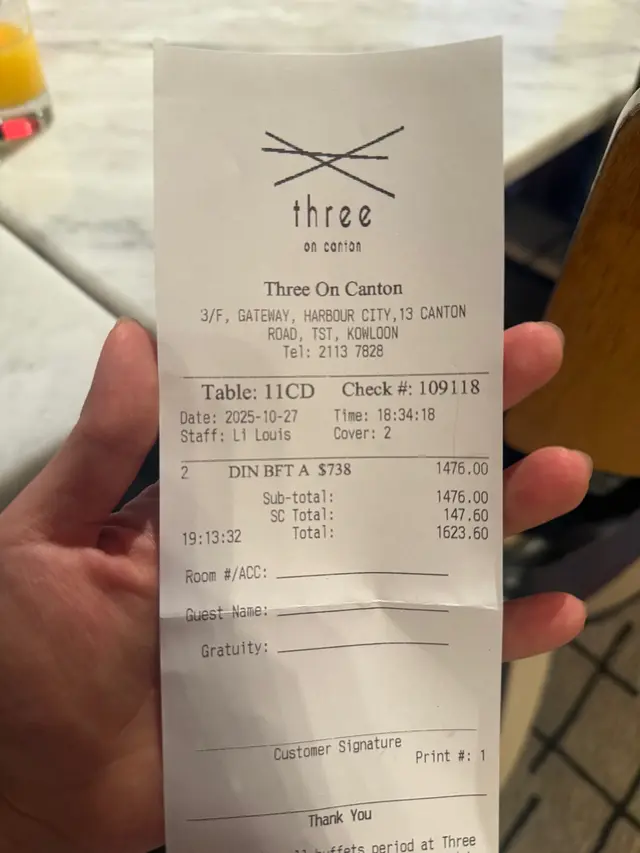 three
on canton
Three On Canton
3/F, GATEWAY, HARBOUR CITY,13 CANTON
ROAD, TST, KOWLOON
Tel: 2113 7828
Table: 11CD Check #: 109118
Date: 2025-10-27 Time: 18:34:18
Staff: Li Louis Cover: 2
2 DIN BFT A $738 1476.00
Sub-total: 1476.00
SC Total: 147.60
19:13:32 Total: 1623.60
Room #/ACC:
Guest Name:
Gratuity:
Customer Signature
Print #: 1
Thank You
buffets period at Three